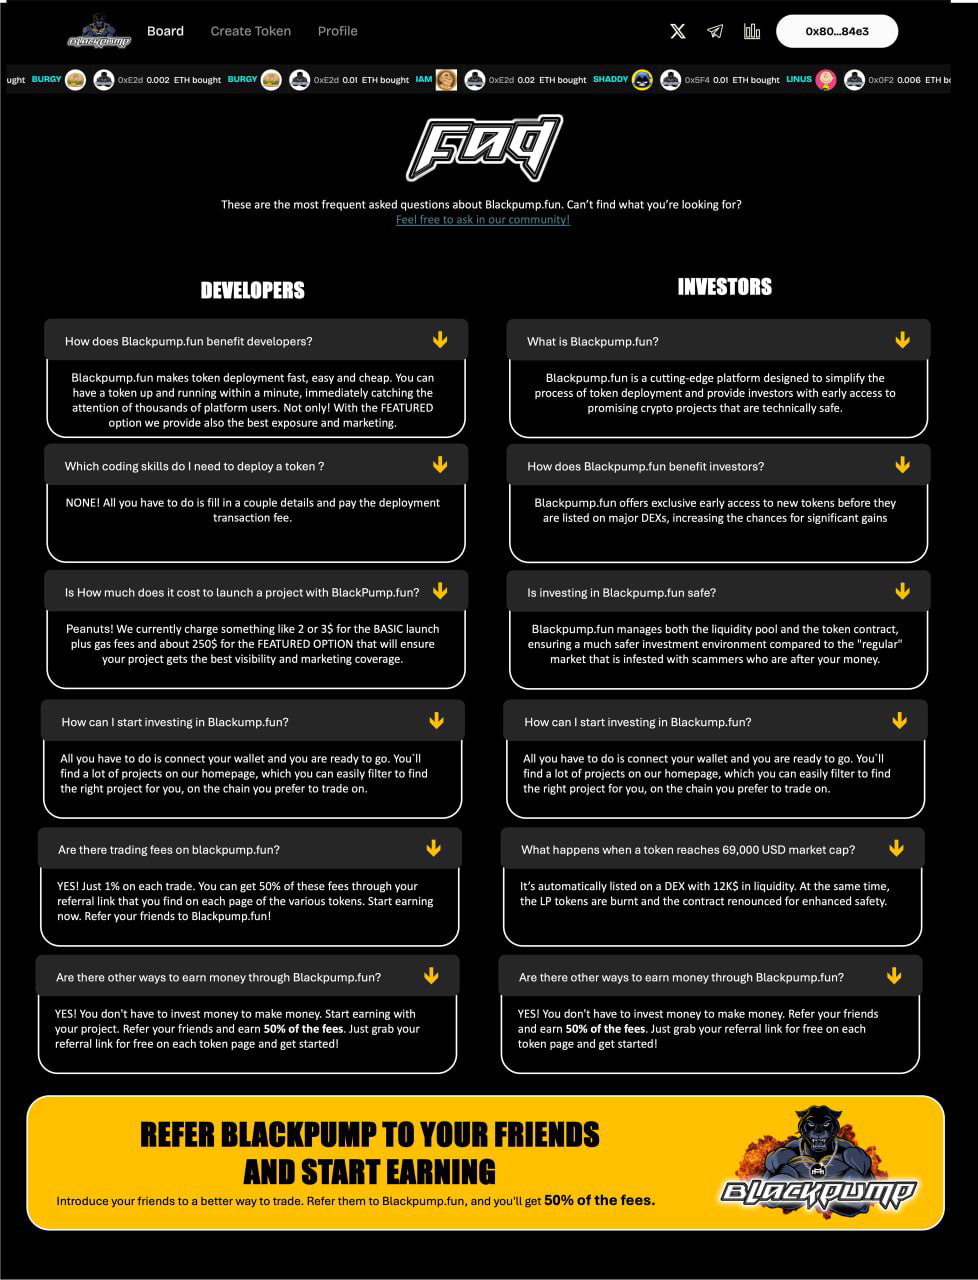 BLACKPUMP
Board Create Token Profile 0x80...84e3
ught BURGY 0xE2d 0.002 ETH bought BURGY 0xE2d 0.01 ETH bought IAM 0xE2d 0.02 ETH bought SHADDY 0x5F4 0.01 ETH bought LINUS 0x0F2 0.006 ETH bo
Faq
These are the most frequent asked questions about Blackpump.fun. Can’t find what you’re looking for?
Feel free to ask in our community!
DEVELOPERS
How does Blackpump.fun benefit developers?
Blackpump.fun makes token deployment fast, easy and cheap. You can
have a token up and running within a minute, immediately catching the
attention of thousands of platform users. Not only! With the FEATURED
option we provide also the best exposure and marketing.
Which coding skills do I need to deploy a token ?
NONE! All you have to do is fill in a couple details and pay the deployment
transaction fee.
Is How much does it cost to launch a project with BlackPump.fun?
Peanuts! We currently charge something like 2 or 3$ for the BASIC launch
plus gas fees and about 250$ for the FEATURED OPTION that will ensure
your project gets the best visibility and marketing coverage.
How can I start investing in Blackump.fun?
All you have to do is connect your wallet and you are ready to go. You`ll
find a lot of projects on our homepage, which you can easily filter to find
the right project for you, on the chain you prefer to trade on.
Are there trading fees on blackpump.fun?
YES! Just 1% on each trade. You can get 50% of these fees through your
referral link that you find on each page of the various tokens. Start earning
now. Refer your friends to Blackpump.fun!
Are there other ways to earn money through Blackpump.fun?
YES! You don't have to invest money to make money. Start earning with
your project. Refer your friends and earn 50% of the fees. Just grab your
referral link for free on each token page and get started!
INVESTORS
What is Blackpump.fun?
Blackpump.fun is a cutting-edge platform designed to simplify the
process of token deployment and provide investors with early access to
promising crypto projects that are technically safe.
How does Blackpump.fun benefit investors?
Blackpump.fun offers exclusive early access to new tokens before they
are listed on major DEXs, increasing the chances for significant gains
Is investing in Blackpump.fun safe?
Blackpump.fun manages both the liquidity pool and the token contract,
ensuring a much safer investment environment compared to the "regular"
market that is infested with scammers who are after your money.
How can I start investing in Blackump.fun?
All you have to do is connect your wallet and you are ready to go. You`ll
find a lot of projects on our homepage, which you can easily filter to find
the right project for you, on the chain you prefer to trade on.
What happens when a token reaches 69,000 USD market cap?
It’s automatically listed on a DEX with 12K$ in liquidity. At the same time,
the LP tokens are burnt and the contract renounced for enhanced safety.
Are there other ways to earn money through Blackpump.fun?
YES! You don't have to invest money to make money. Refer your friends
and earn 50% of the fees. Just grab your referral link for free on each
token page and get started!
REFER BLACKPUMP TO YOUR FRIENDS
AND START EARNING
Introduce your friends to a better way to trade. Refer them to Blackpump.fun, and you'll get 50% of the fees.
BLACKPUMP